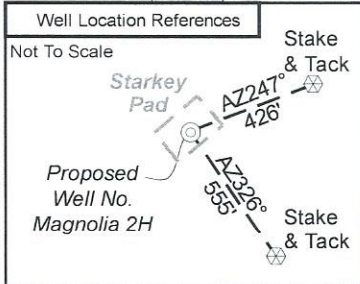 Well Location References
Not To Scale
Stake
& Tack
Starkey
Pad
AZ247°
426'
Proposed
Well No.
Magnolia 2H
AZ326°
555'
Stake
& Tack